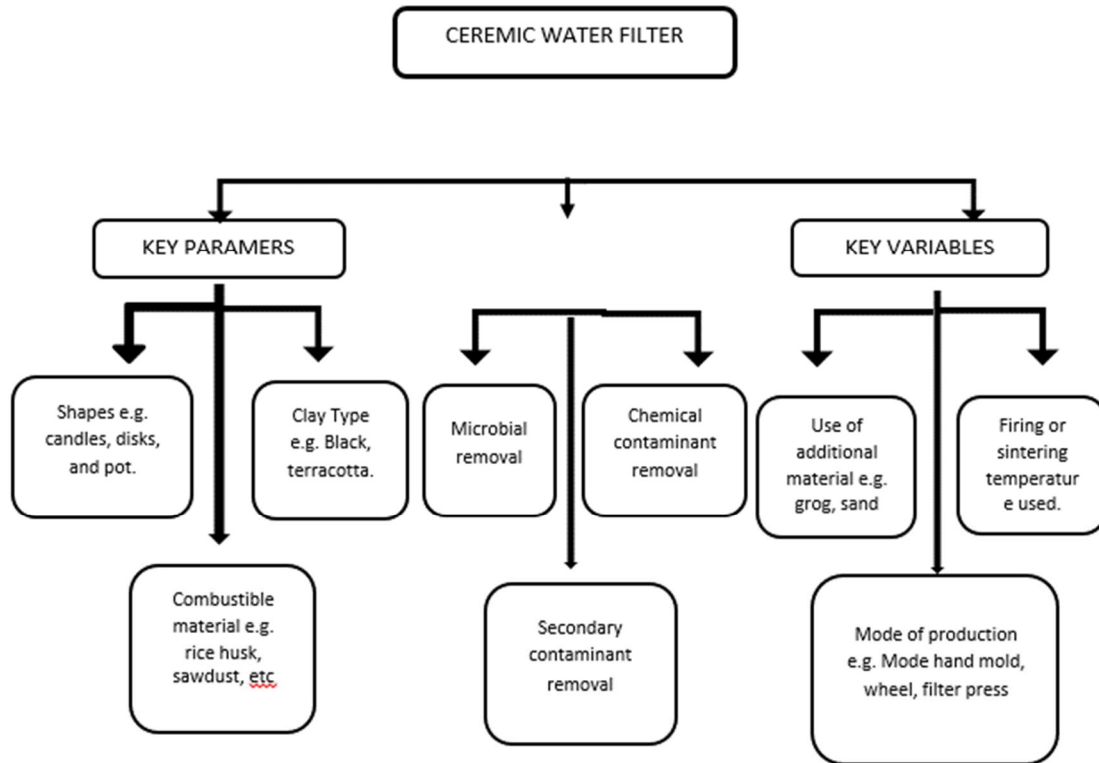 CEREMIC WATER FILTER
KEY PARAMERS
KEY VARIABLES
Shapes e.g.
candles, disks,
and pot.
Clay Type
e.g. Black,
terracotta.
Microbial
removal
Chemical
contaminant
removal
Use of
additional
material e.g.
grog, sand
Firing or
sintering
temperatur
e used.
Combustible
material e.g.
rice husk,
sawdust, etc
Secondary
contaminant
removal
Mode of production
e.g. Mode hand mold,
wheel, filter press